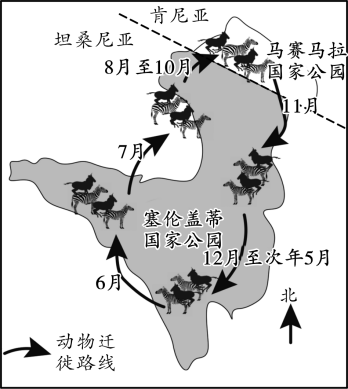 肯尼亚
坦桑尼亚
8月至10月
马赛马拉
国家公园
11月
7月
塞伦盖蒂
国家公园
12月至次年5月
6月
北
动物迁
徙路线